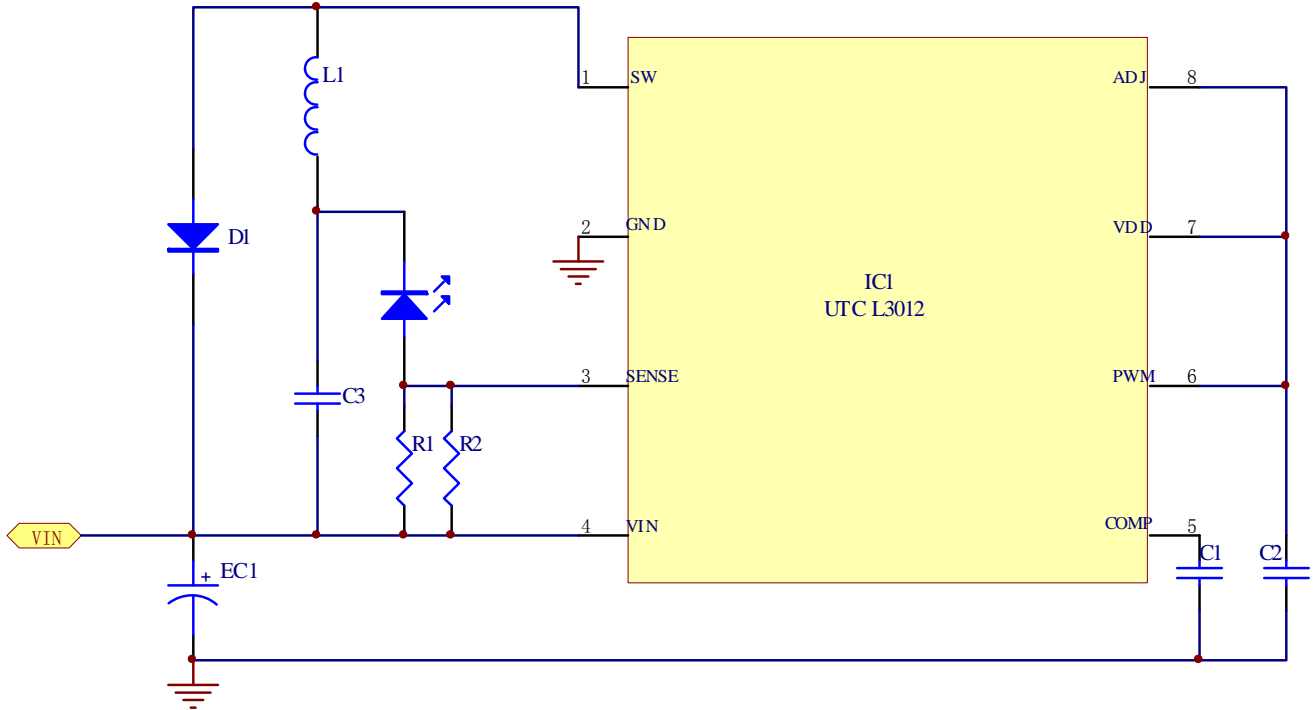 L1
1
SW
ADJ
8
D1
2
GND
VDD
7
IC1
UTC L3012
3
SENSE
PWM
6
C3
R1
R2
VIN
4
VIN
COMP
5
C1
C2
+
EC1